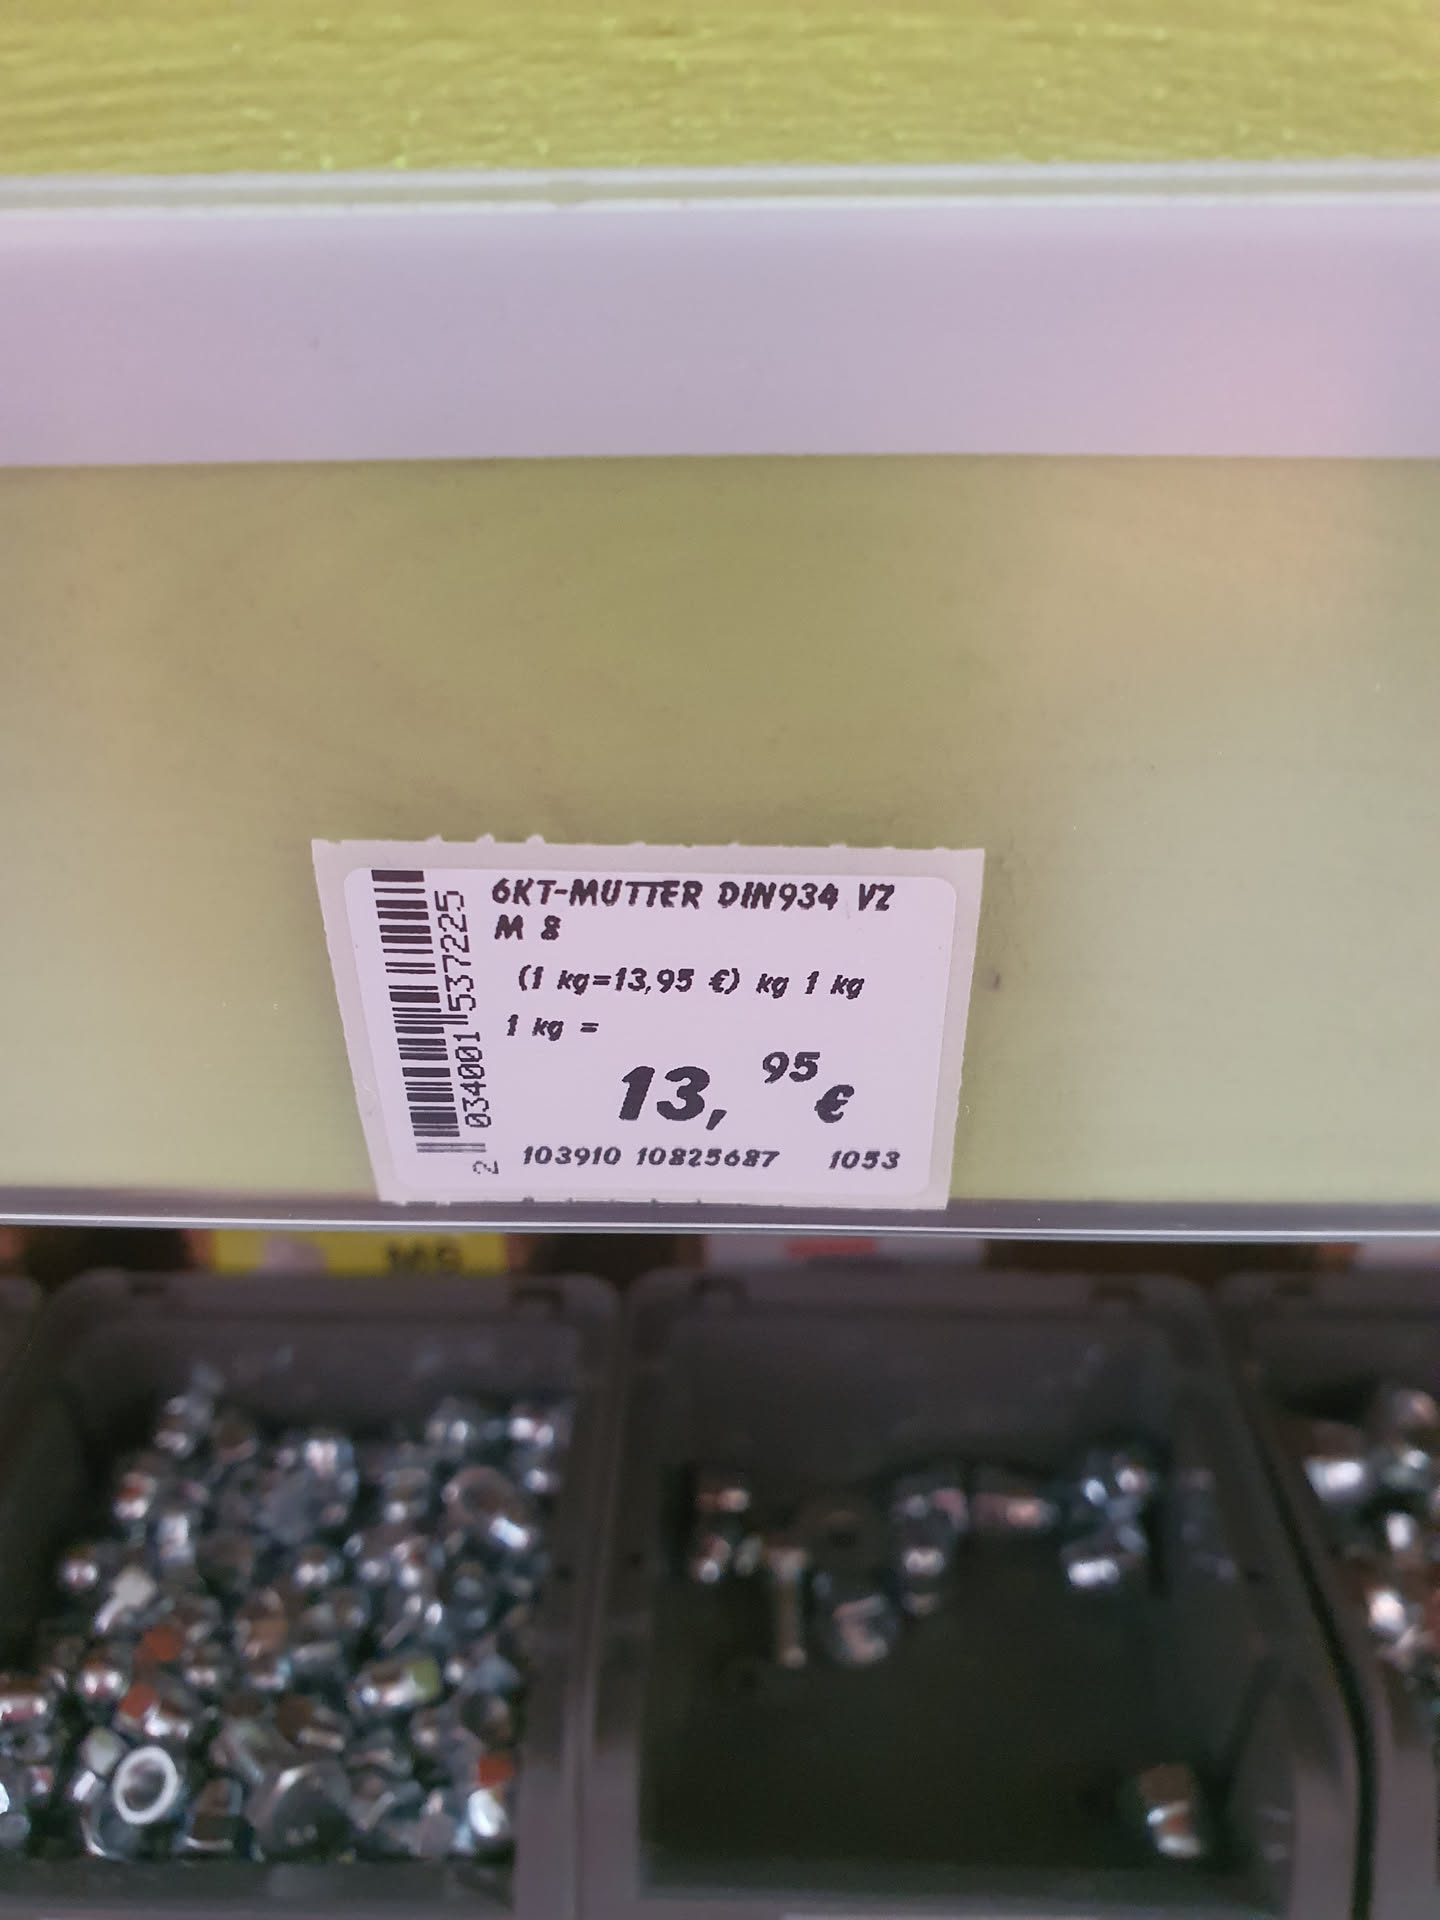 6KT-MUTTER DIN934 VZ
M 8
(1 kg=13,95 €) kg 1 kg
1 kg =
13,95 €
103910 10825687 1053
2 034001 537225